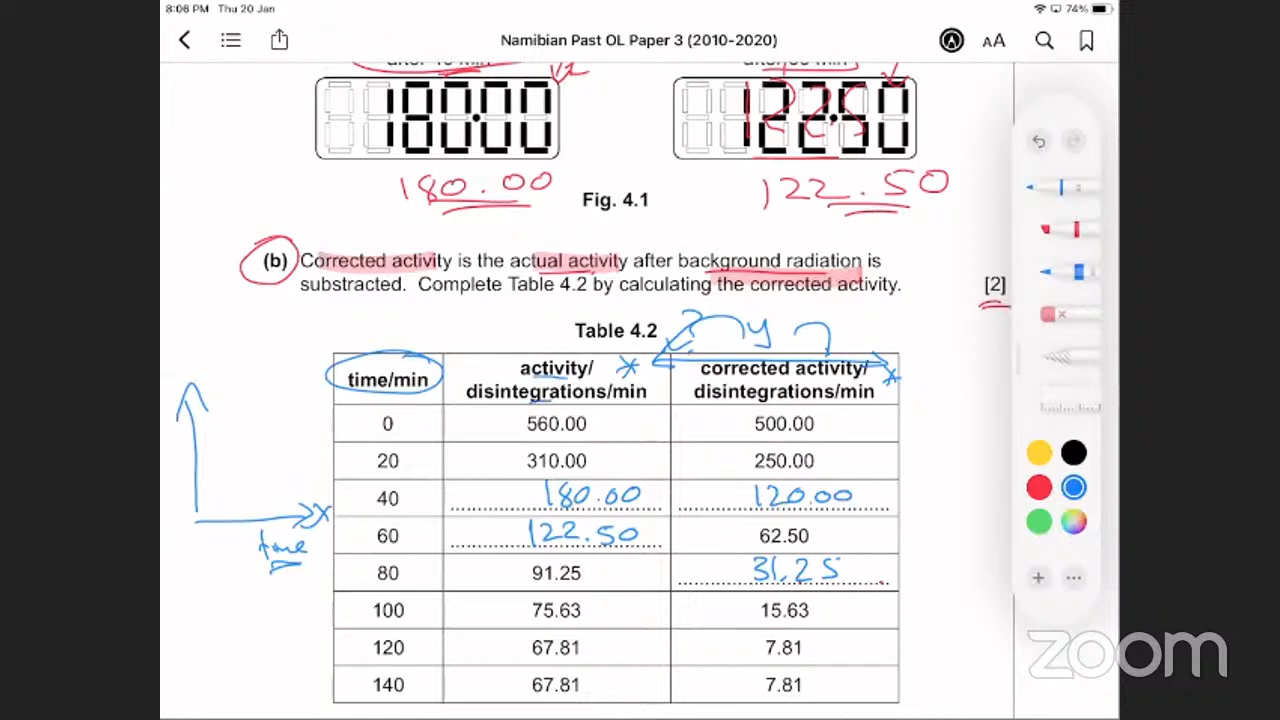 8:06 PM Thu 20 Jan
74%
Namibian Past OL Paper 3 (2010-2020)
AA
180.00
122.50
122.50
180.00
122.50
Fig. 4.1
(b) Corrected activity is the actual activity after background radiation is
substracted. Complete Table 4.2 by calculating the corrected activity.
[2]
Table 4.2
y
time/min
activity/
disintegrations/min
corrected activity/
disintegrations/min
0 560.00 500.00
20 310.00 250.00
40 180.00 120.00
60 122.50 62.50
80 91.25 31.25
100 75.63 15.63
120 67.81 7.81
140 67.81 7.81
x
time
zoom